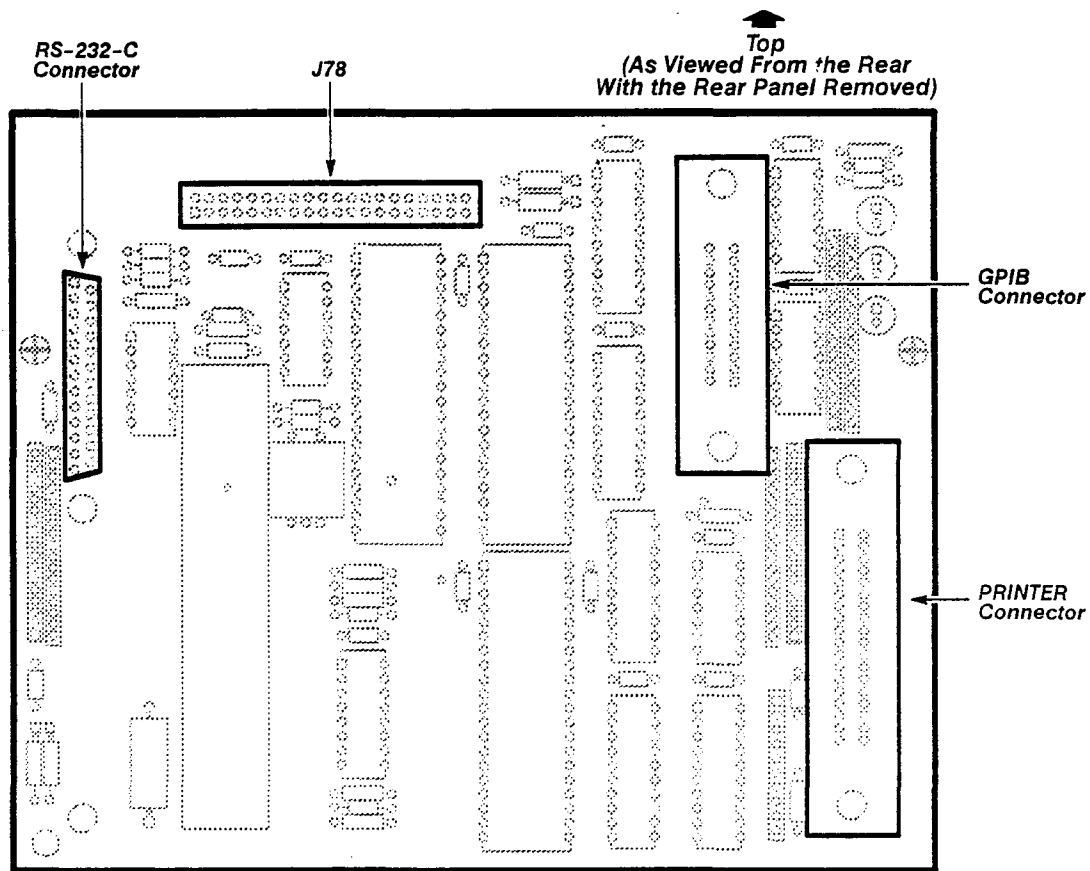 Top
(As Viewed From the Rear
With the Rear Panel Removed)
RS-232-C
Connector
J78
GPIB
Connector
PRINTER
Connector